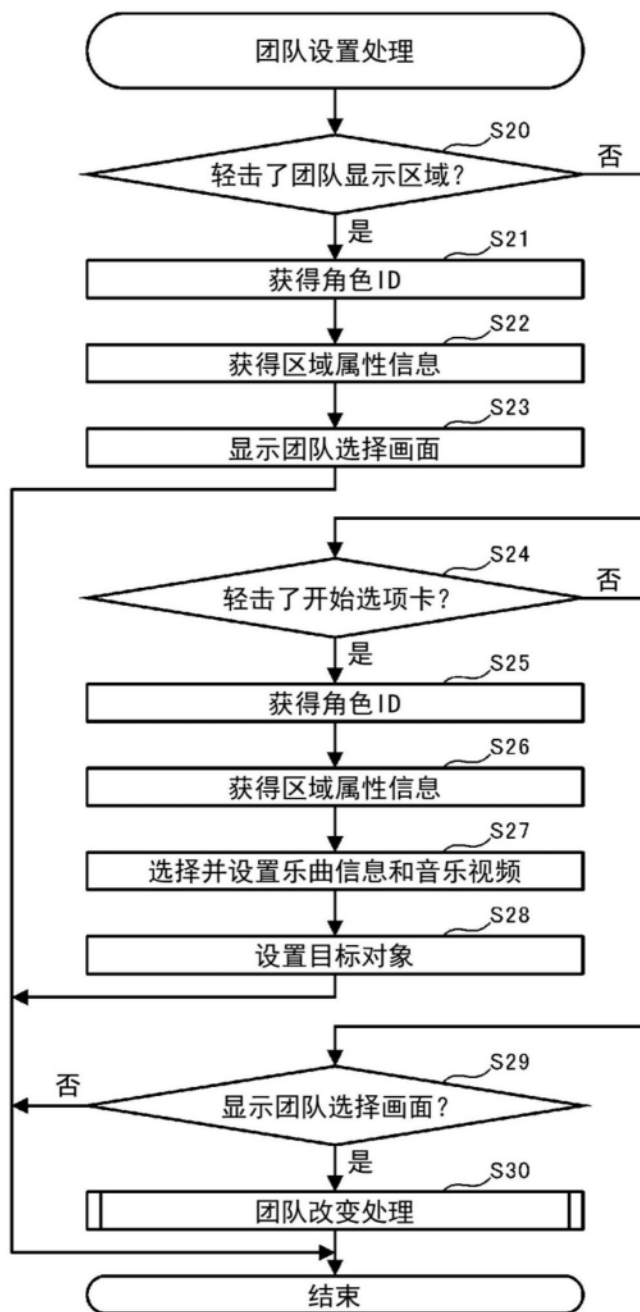 团队设置处理
S20
轻击了团队显示区域？
否
是
S21
获得角色ID
S22
获得区域属性信息
S23
显示团队选择画面
S24
轻击了开始选项卡？
否
是
S25
获得角色ID
S26
获得区域属性信息
S27
选择并设置乐曲信息和音乐视频
S28
设置目标对象
S29
否
显示团队选择画面？
是
S30
团队改变处理
结束